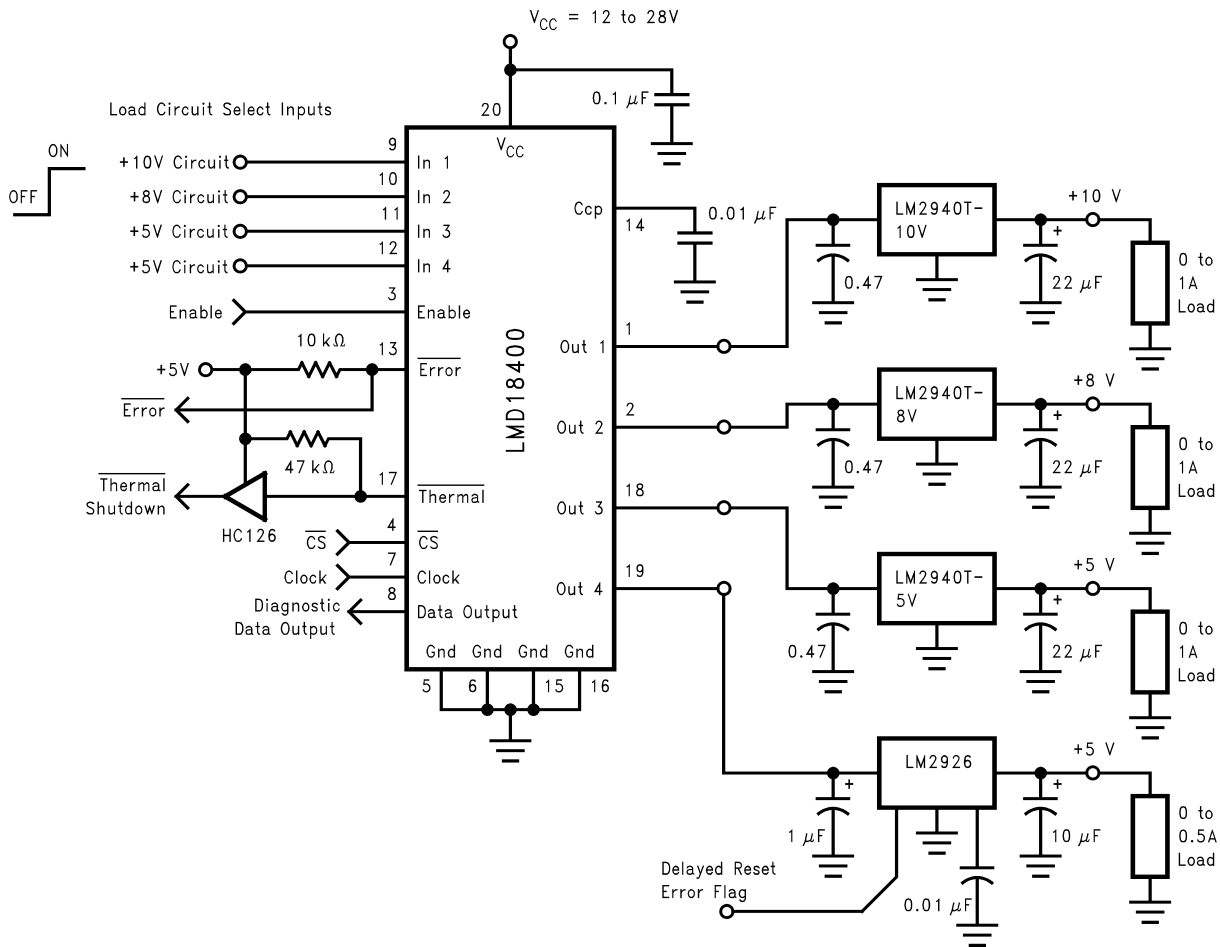 V_CC = 12 to 28V
0.1 μF
20
Load Circuit Select Inputs
ON
OFF
+10V Circuit
+8V Circuit
+5V Circuit
+5V Circuit
Enable
9
10
11
12
3
V_CC
In 1
In 2
In 3
In 4
Enable
10 kΩ
13
+5V
Error
Error
47 kΩ
17
Thermal
Shutdown
Thermal
HC126
CS
4
CS
Clock
7
Clock
Diagnostic
Data Output
8
Data Output
LMD18400
Gnd
Gnd
Gnd
Gnd
5
6
15
16
Ccp
14
0.01 μF
Out 1
1
Out 2
2
Out 3
18
Out 4
19
0.47
LM2940T-
10V
+
22 μF
+10 V
0 to
1A
Load
0.47
LM2940T-
8V
+
22 μF
+8 V
0 to
1A
Load
0.47
LM2940T-
5V
+
22 μF
+5 V
0 to
1A
Load
+
1 μF
LM2926
+
10 μF
+5 V
0 to
0.5A
Load
Delayed Reset
Error Flag
0.01 μF